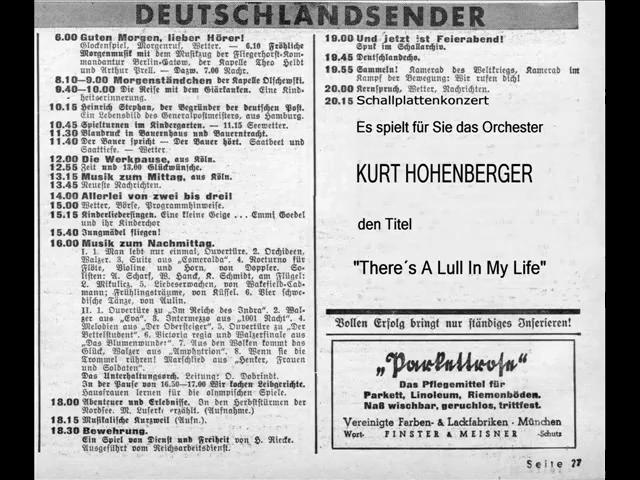 DEUTSCHLANDSENDER
6.00 Guten Morgen, lieber Hörer!
Glockenspiel, Morgenruf, Wetter. — 6.10 Fröhliche
Morgenmusik mit dem Musikzug der Fliegerhorst-Kom-
mandantur Berlin-Gatow, der Kapelle Theo Heldt
und Arthur Prell. — Dazw. 7.00 Nachr.
8.10—9.00 Morgenständchen der Kapelle Olschewski.
9.40—10.00 Die Reise mit dem Gierkänken. Eine Kind-
heitserinnerung.
10.15 Heinrich Stephan, der Begründer der deutschen Post.
Ein Lebensbild des Generalpostmeisters, aus Hamburg.
10.45 Spielturnen im Kindergarten. — 11.15 Seewetter.
11.30 Blaudruck in Bauernhaus und Bauerntracht.
11.40 Der Bauer spricht — Der Bauer hört. Saatbeet und
Saattiefe. — Wetter.
12.00 Die Werkpause, aus Köln.
12.55 Zeit und 13.00 Glückwünsche.
13.15 Musik zum Mittag, aus Köln.
13.45 Neueste Nachrichten.
14.00 Allerlei von zwei bis drei!
15.00 Wetter, Börse, Programmhinweise.
15.15 Kinderliedersingen. Eine kleine Geige . . . Emmi Goedel
und ihr Kinderchor
15.40 Jungmädel fliegen!
16.00 Musik zum Nachmittag.
I. 1. Man lebt nur einmal, Ouvertüre. 2. Orchideen,
Walzer. 3. Suite aus „Esmeralda“. 4. Nocturno für
Flöte, Violine und Horn, von Doppler. So-
listen: A. Scharf, W. Hand, K. Schmidt, am Flügel:
L. Mikulicz. 5. Liebeserwachen, von Wakefield-Cad-
man; Frühlingsträume, von Küssel. 6. Vier schwe-
dische Tänze, von Aulin.
II. 1. Ouvertüre zu „Im Reiche des Indra“. 2. Wal-
zer aus „Eva“. 3. Intermezzo aus „1001 Nacht“. 4.
Melodien aus „Der Obersteiger“. 5. Ouvertüre zu „Der
Bettelstudent“. 6. Victoria regia und Walzerfinale aus
„Das Blumenwunder“. 7. Aus den Wolken kommt das
Glück, Walzer aus „Amphytrion“. 8. Wenn sie die
Trommel rühren! Marschlied aus „Henker, Frauen
und Soldaten“.
Das Unterhaltungsorch. Leitung: O. Dobrindt.
In der Pause von 16.50—17.00 Wir kochen Leibgerichte.
Hausfrauen lernen für die olympischen Spiele.
18.00 Abenteuer und Erlebnisse. In den Herbststürmen der
Nordsee. M. Luserke erzählt. (Aufnahme.)
18.15 Musikalische Kurzweil (Aufn.).
18.30 Bewehrung.
Ein Spiel von Dienst und Freiheit von H. Riecke.
Ausgeführt vom Reichsarbeitsdienst.
19.00 Und jetzt ist Feierabend!
Spuk im Schallarchiv.
19.45 Deutschlandecho.
19.55 Sammeln! Kamerad des Weltkriegs, Kamerad im
Kampf der Bewegung: Wir rufen dich!
20.00 Kernspruch, Wetter, Nachrichten.
20.15 Schallplattenkonzert
Es spielt für Sie das Orchester
KURT HOHENBERGER
den Titel
"There´s A Lull In My Life"
Vollen Erfolg bringt nur ständiges Inserieren!
„Parkettrose“
Das Pflegemittel für
Parkett, Linoleum, Riemenböden.
Naß wischbar, geruchlos, trittfest.
Vereinigte Farben- & Lackfabriken · München
Wort- FINSTER & MEISNER -Schutz
Seite 77